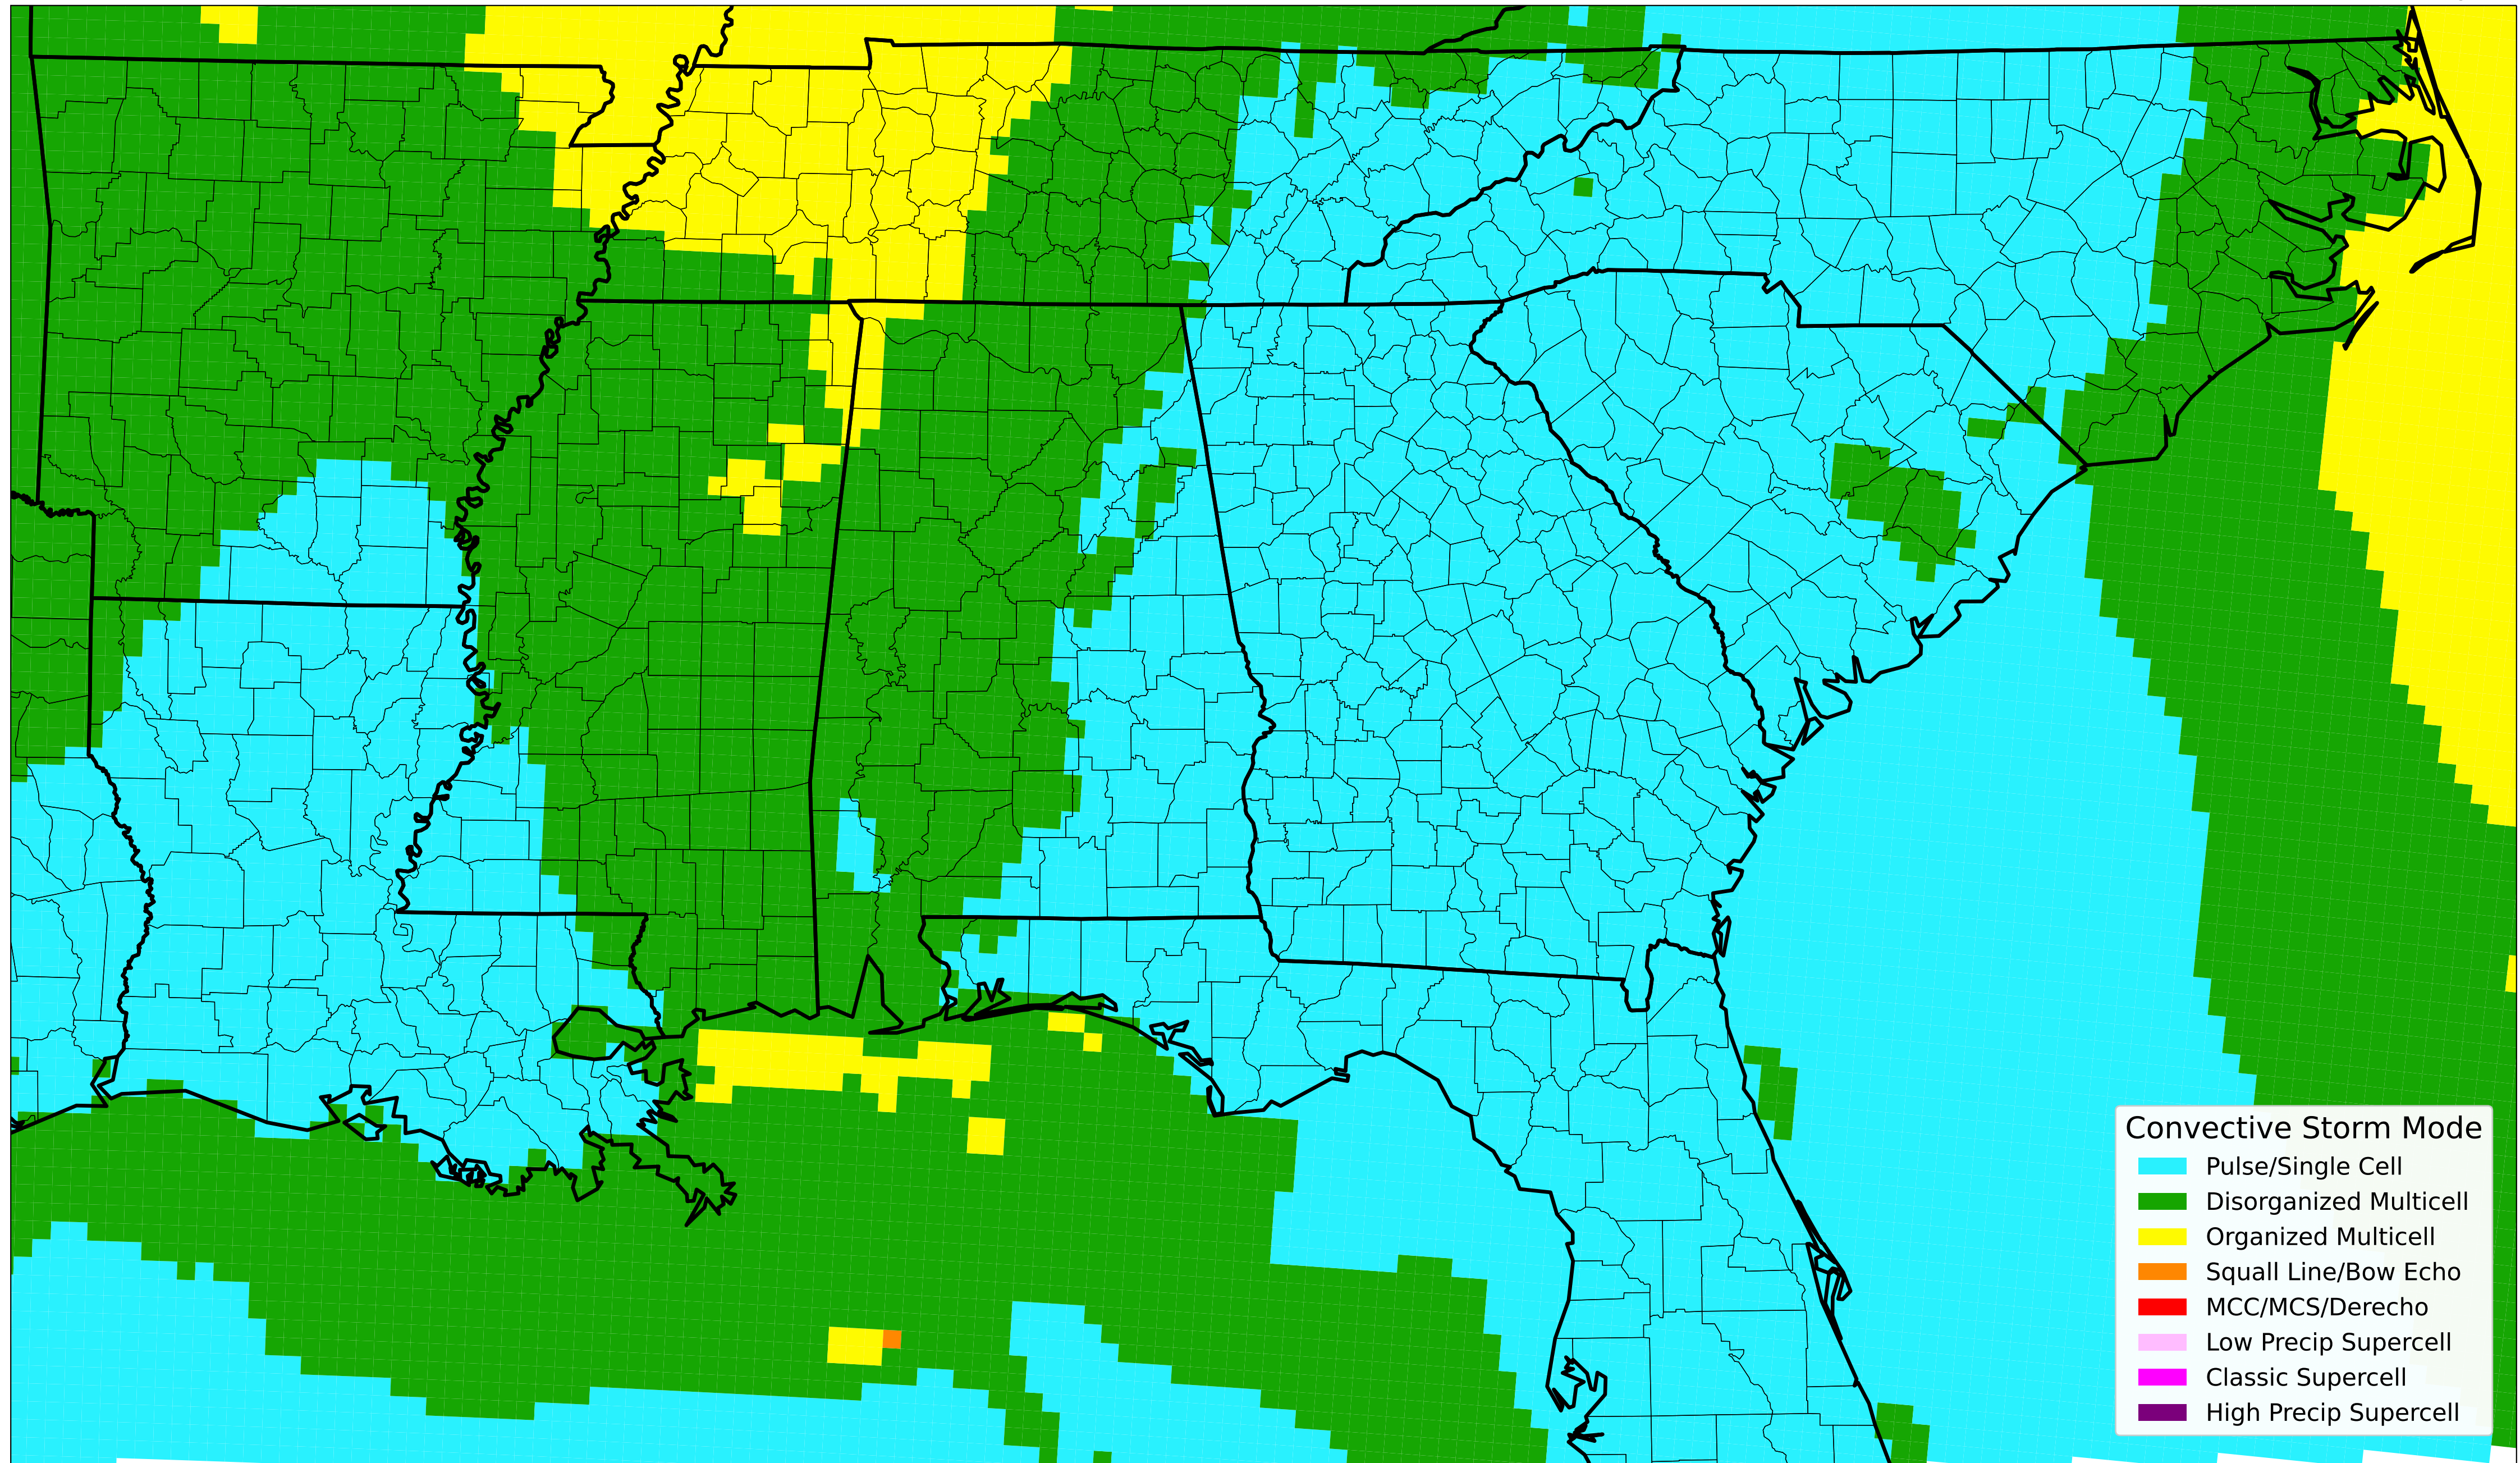 Convective Storm Mode
Pulse/Single Cell
Disorganized Multicell
Organized Multicell
Squall Line/Bow Echo
MCC/MCS/Derecho
Low Precip Supercell
Classic Supercell
High Precip Supercell